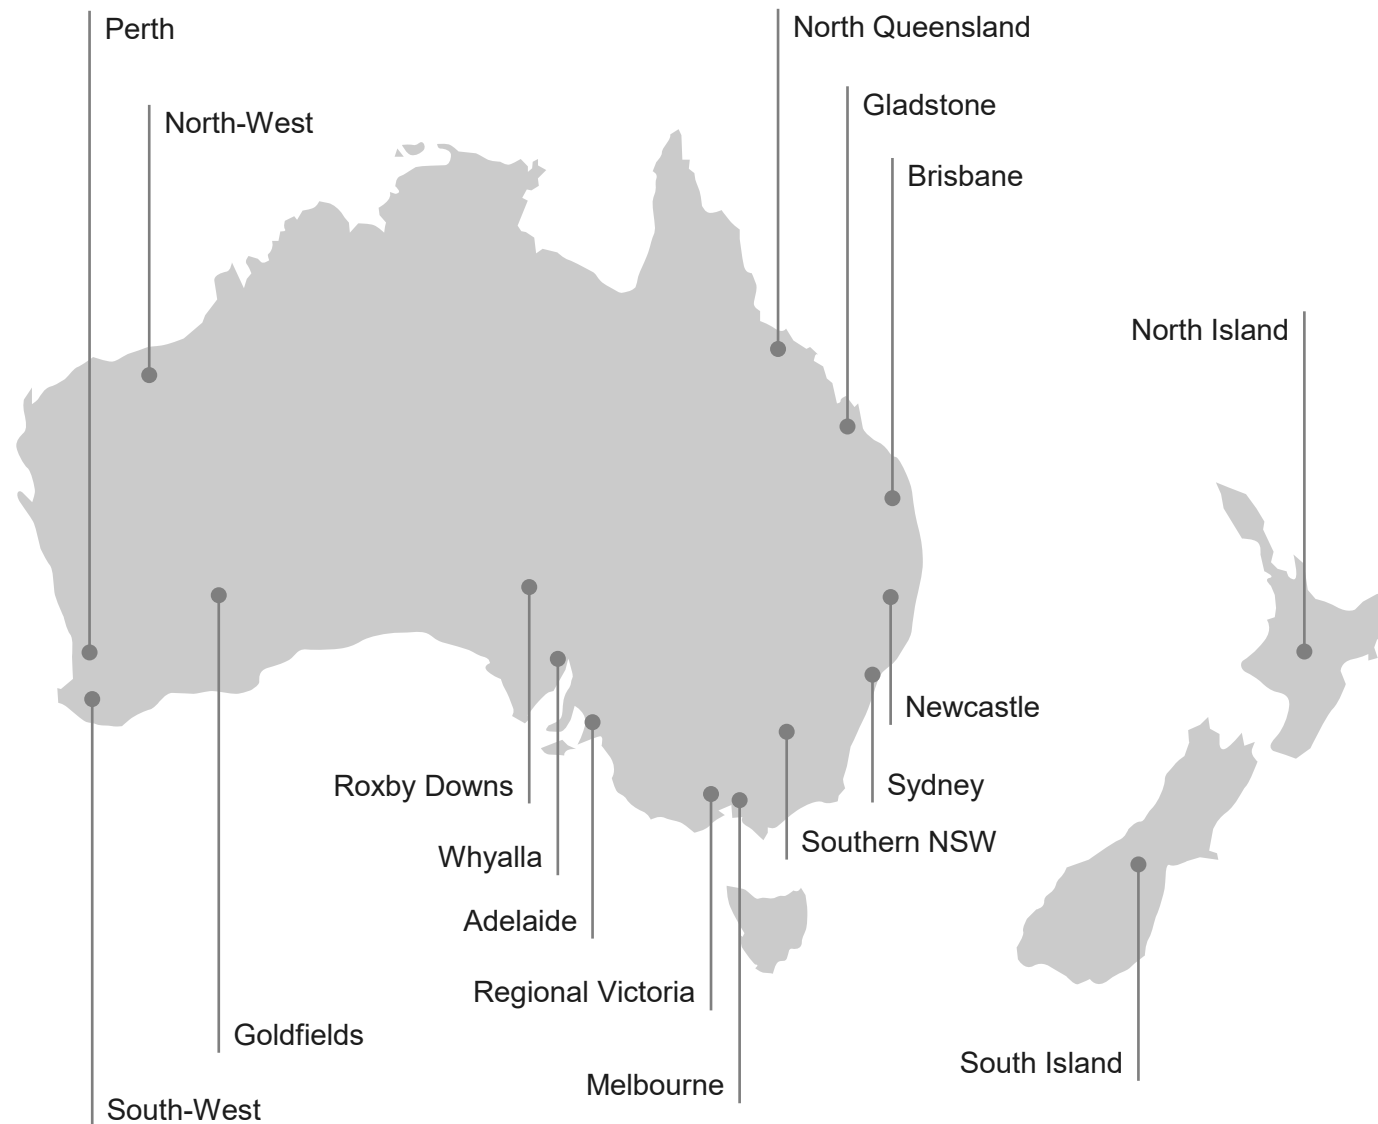 Perth
North Queensland
Gladstone
North-West
Brisbane
North Island
Newcastle
Roxby Downs
Sydney
Southern NSW
Whyalla
Adelaide
Regional Victoria
Goldfields
South Island
Melbourne
South-West